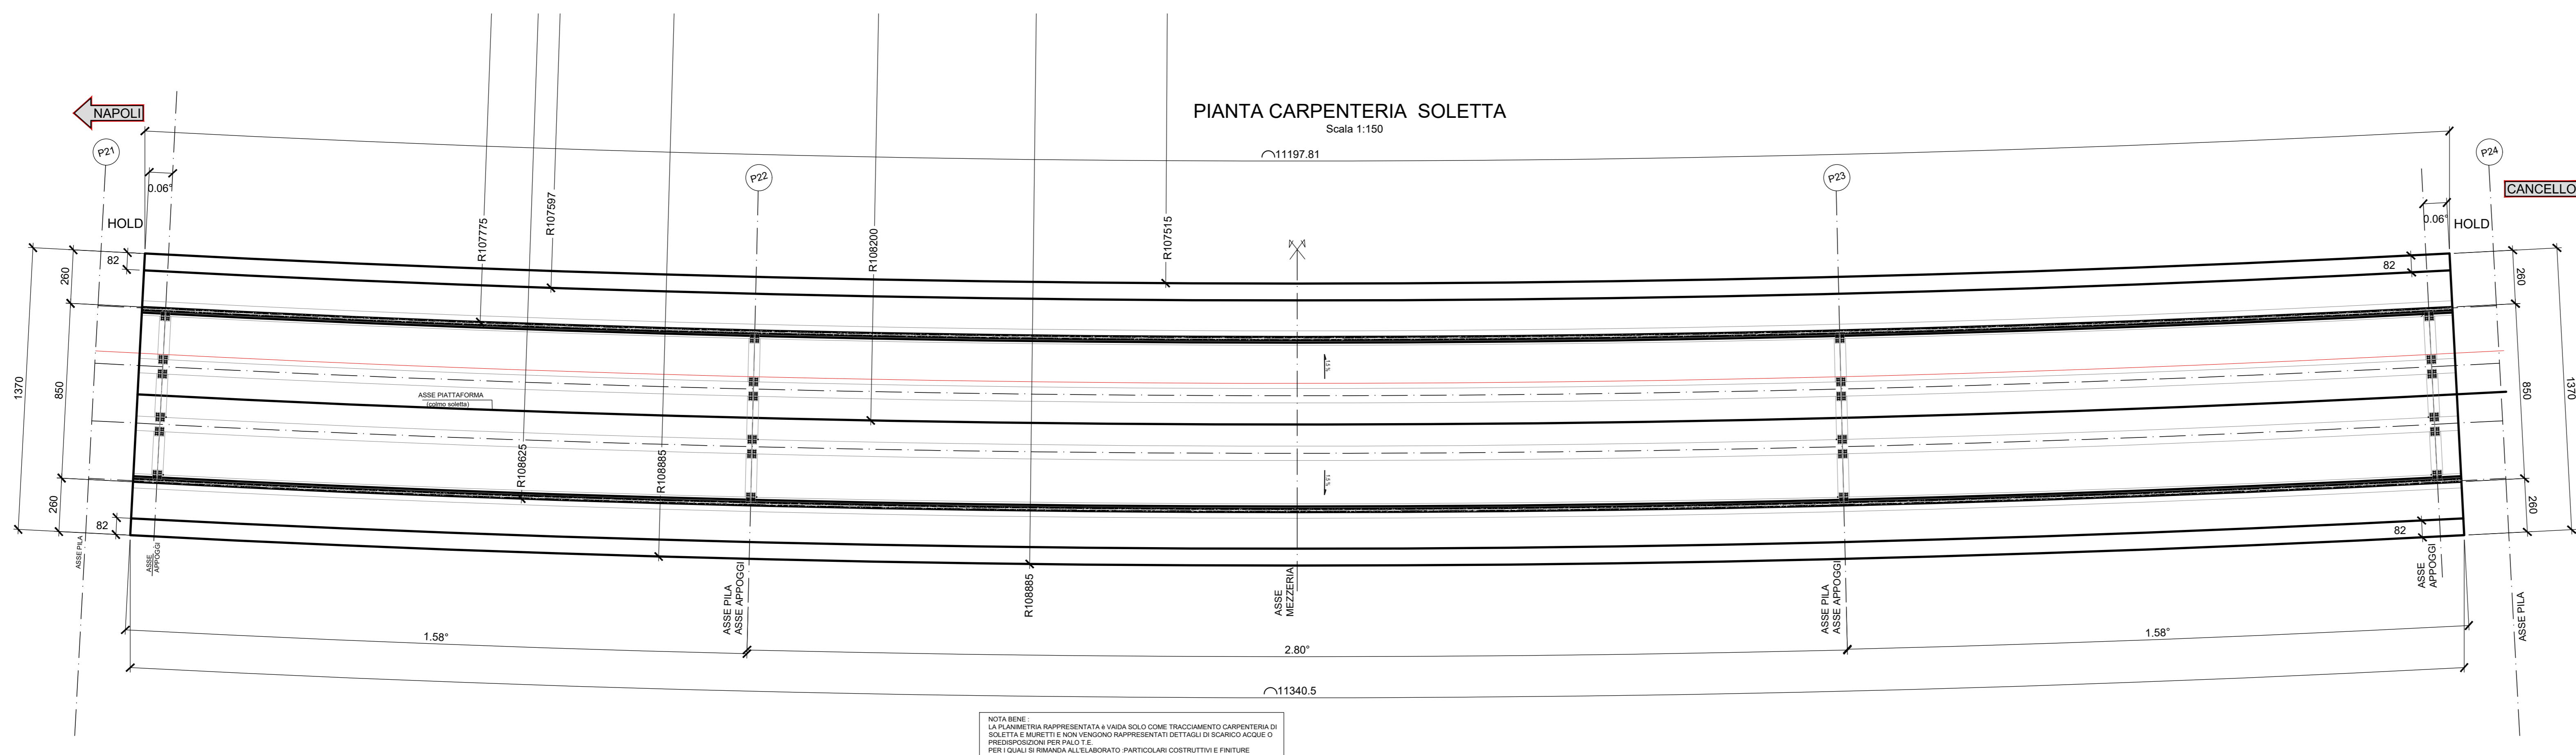 PIANTA CARPENTERIA  SOLETTA
Scala 1:150
NAPOLI
CANCELLO
11197.81
P21
P22
P23
P24
0.06°
0.06°
HOLD
HOLD
R107775
R107597
R108200
R107515
82
260
850
1370
260
82
82
260
850
1370
260
82
ASSE PIATTAFORMA
(colmo soletta)
1.5%
1.5%
R108625
R108885
R108885
ASSE PILA
ASSE
APPOGGI
ASSE PILA
ASSE APPOGGI
ASSE
MEZZERIA
ASSE PILA
ASSE APPOGGI
ASSE
APPOGGI
ASSE PILA
1.58°
2.80°
1.58°
11340.5
NOTA BENE :
LA PLANIMETRIA RAPPRESENTATA è VAIDA SOLO COME TRACCIAMENTO CARPENTERIA DI
SOLETTA E MURETTI E NON VENGONO RAPPRESENTATI DETTAGLI DI SCARICO ACQUE O
PREDISPOSIZIONI PER PALO T.E.
PER I QUALI SI RIMANDA ALL'ELABORATO :PARTICOLARI COSTRUTTIVI E FINITURE